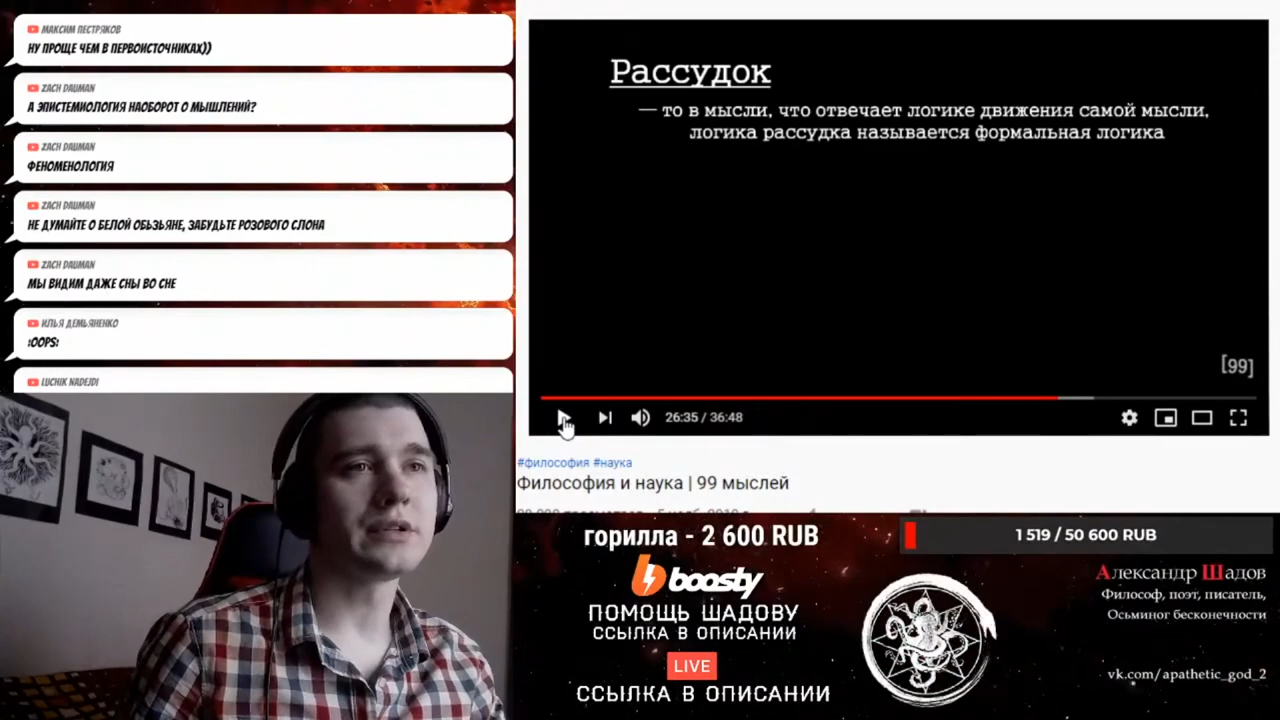 МАКСИМ ПЕСТРЯКОВ
НУ ПРОЩЕ ЧЕМ В ПЕРВОИСТОЧНИКАХ))
ZACH DAUMAN
А ЭПИСТЕМИОЛОГИЯ НАОБОРОТ О МЫШЛЕНИЙ?
ZACH DAUMAN
ФЕНОМЕНОЛОГИЯ
ZACH DAUMAN
НЕ ДУМАЙТЕ О БЕЛОЙ ОБЬЗЬЯНЕ, ЗАБУДЬТЕ РОЗОВОГО СЛОНА
ZACH DAUMAN
МЫ ВИДИМ ДАЖЕ СНЫ ВО СНЕ
ИЛЬЯ ДЕМЬЯНЕНКО
:OOPS:
LUCHIK NADEJDI
Рассудок
— то в мысли, что отвечает логике движения самой мысли,
логика рассудка называется формальная логика
[99]
26:35 / 36:48
#философия #наука
Философия и наука | 99 мыслей
горилла - 2 600 RUB
boosty
ПОМОЩЬ ШАДОВУ
ССЫЛКА В ОПИСАНИИ
LIVE
ССЫЛКА В ОПИСАНИИ
1 519 / 50 600 RUB
Александр Шадов
Философ, поэт, писатель,
Осьминог бесконечности
vk.com/apathetic_god_2